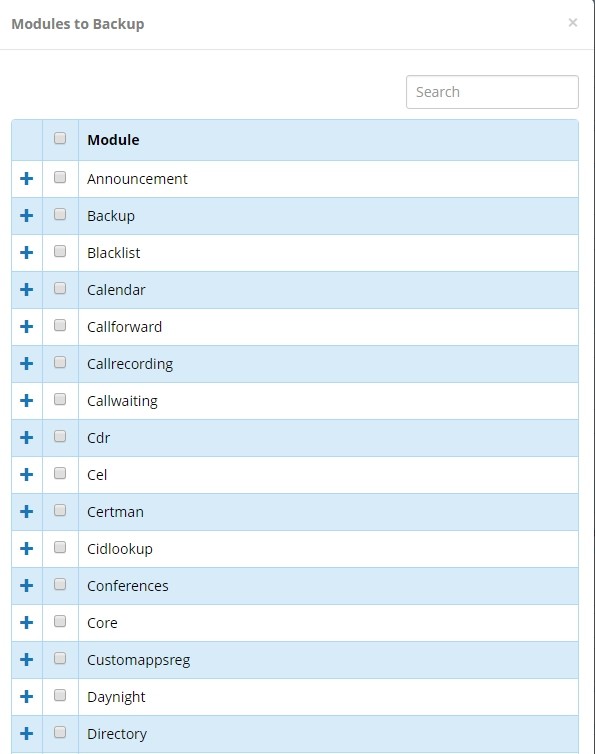 Modules to Backup
×
Search
Module
Announcement
Backup
Blacklist
Calendar
Callforward
Callrecording
Callwaiting
Cdr
Cel
Certman
Cidlookup
Conferences
Core
Customappsreg
Daynight
Directory